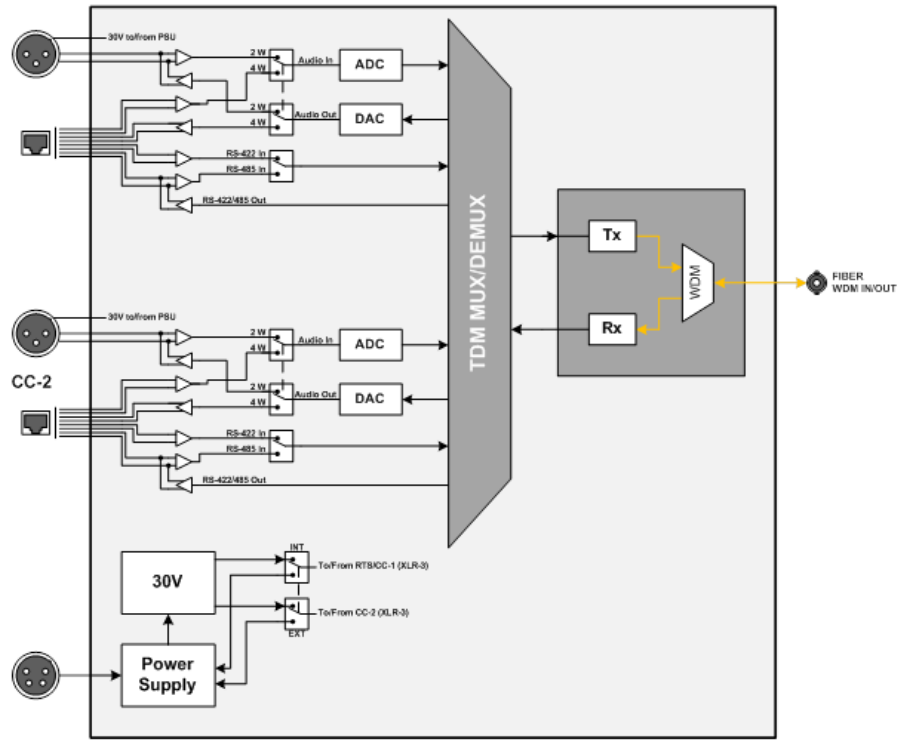 30V to/from PSU
2 W
4 W
Audio In
ADC
2 W
4 W
Audio Out
DAC
RS-422 In
RS-485 In
RS-422/485 Out
TDM MUX/DEMUX
Tx
Rx
WDM
FIBER
WDM IN/OUT
30V to/from PSU
CC-2
2 W
4 W
Audio In
ADC
2 W
4 W
Audio Out
DAC
RS-422 In
RS-485 In
RS-422/485 Out
30V
INT
To/From RTS/CC-1 (XLR-3)
To/From CC-2 (XLR-3)
EXT
Power
Supply